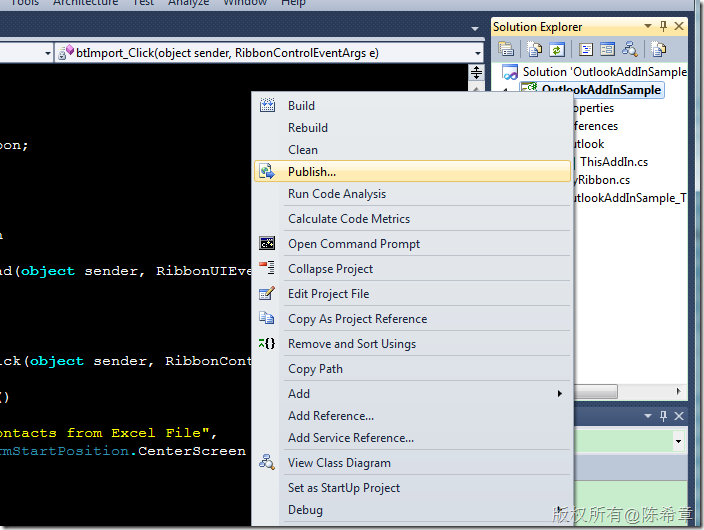 Tools Architecture Test Analyze Window Help
btImport_Click(object sender, RibbonControlEventArgs e)
Solution Explorer
Solution 'OutlookAddInSample
OutlookAddInSample
operties
ferences
utlook
ThisAddIn.cs
yRibbon.cs
utlookAddInSample_T
bon;
n
ad(object sender, RibbonUIEve
ick(object sender, RibbonCont
()
ontacts from Excel File",
rmStartPosition.CenterScreen
Build
Rebuild
Clean
Publish...
Run Code Analysis
Calculate Code Metrics
Open Command Prompt
Collapse Project
Edit Project File
Copy As Project Reference
Remove and Sort Usings
Copy Path
Add
Add Reference...
Add Service Reference...
View Class Diagram
Set as StartUp Project
Debug
版权所有@陈希章